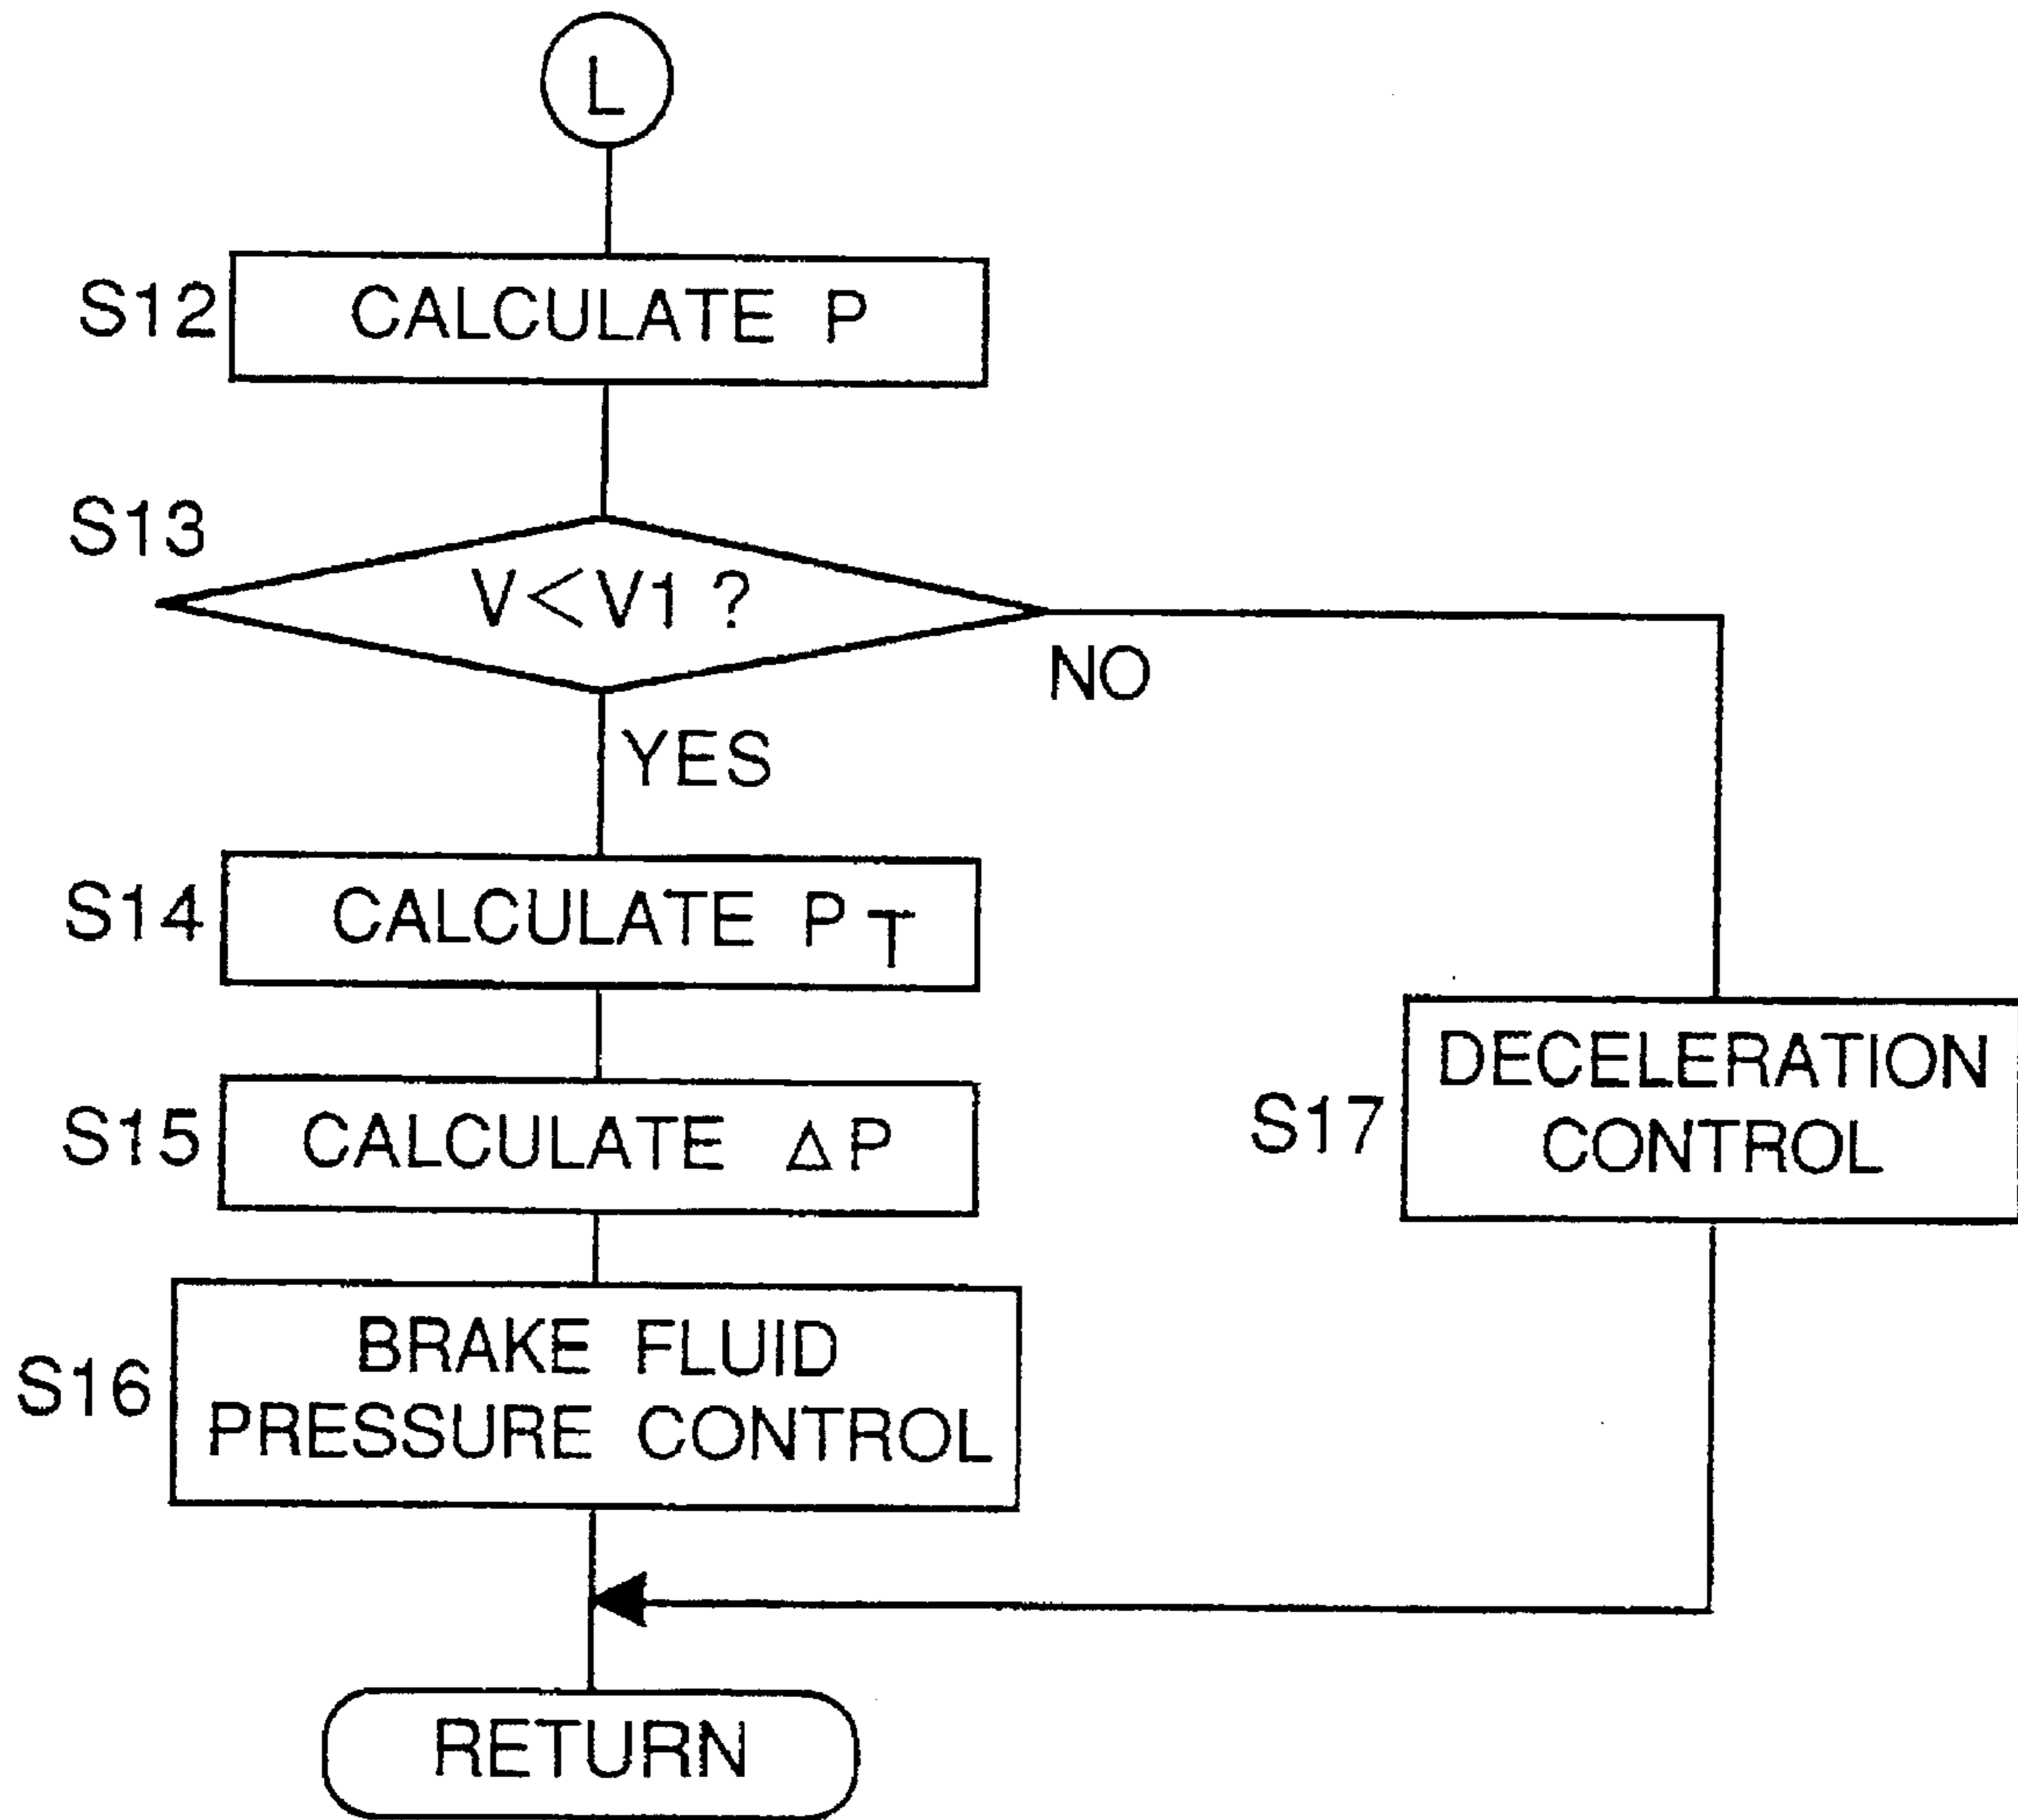 L
S12
CALCULATE P
S13
V<V1 ?
NO
YES
S14
CALCULATE PT
S15
CALCULATE ΔP
S17
DECELERATION
CONTROL
S16
BRAKE FLUID
PRESSURE CONTROL
RETURN